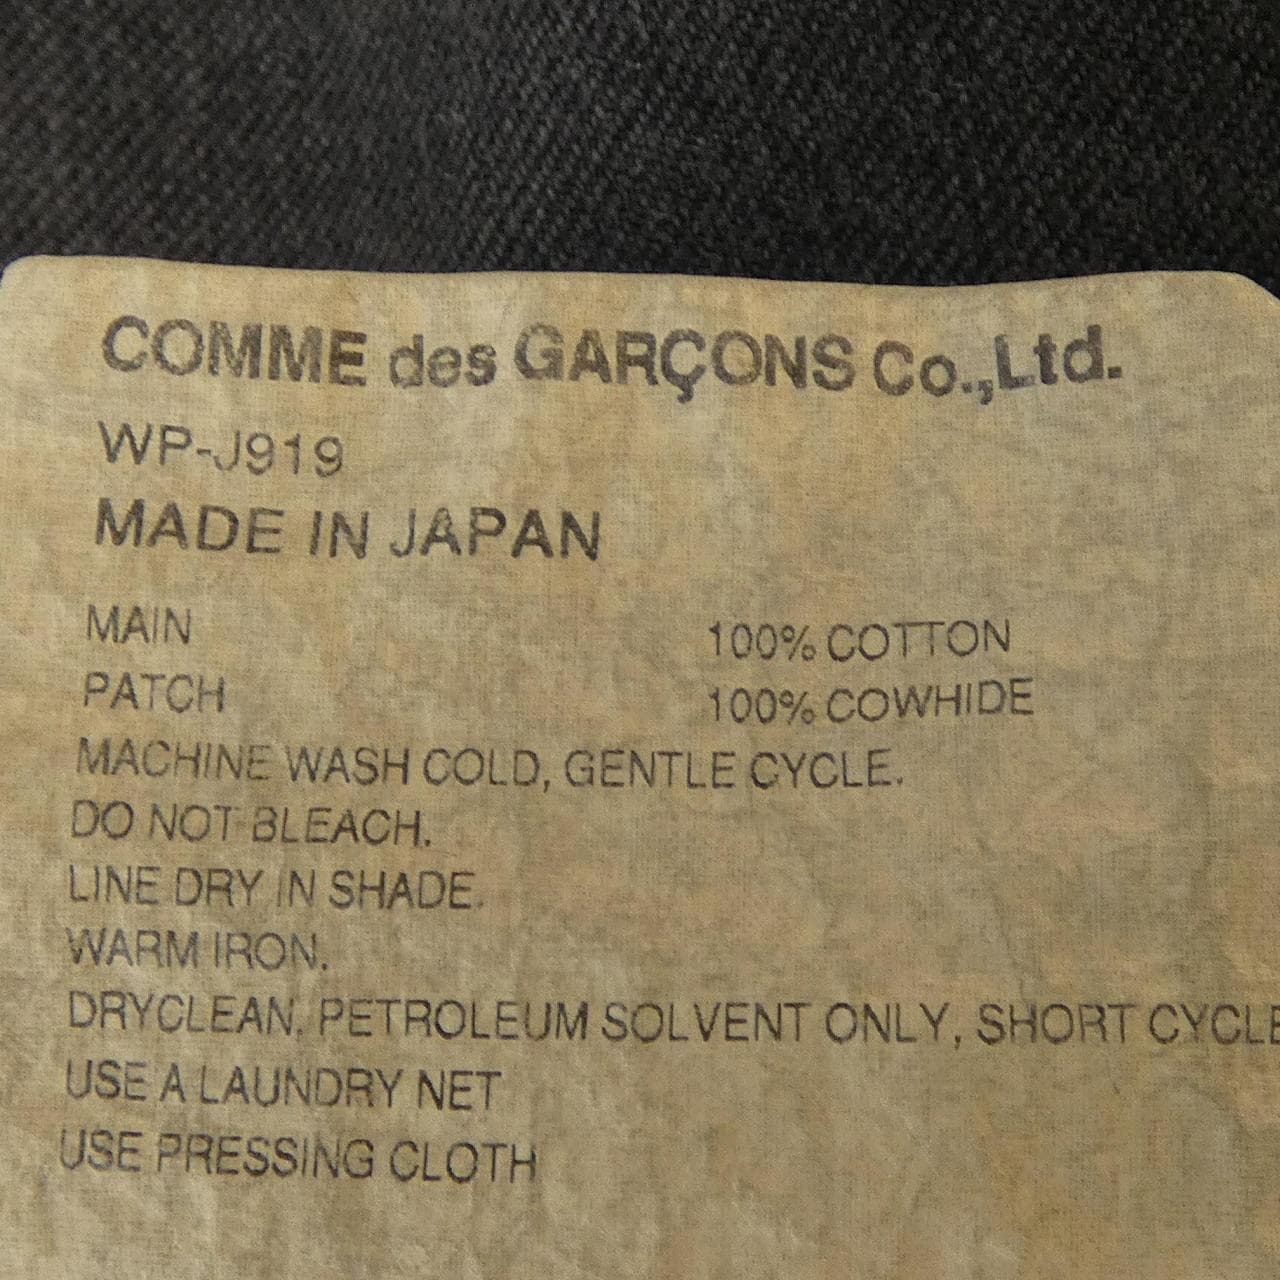 COMME des GARÇONS Co.,Ltd.
WP-J919
MADE IN JAPAN
MAIN 100% COTTON
PATCH 100% COWHIDE
MACHINE WASH COLD, GENTLE CYCLE.
DO NOT BLEACH.
LINE DRY IN SHADE.
WARM IRON.
DRYCLEAN. PETROLEUM SOLVENT ONLY, SHORT CYCLE
USE A LAUNDRY NET
USE PRESSING CLOTH